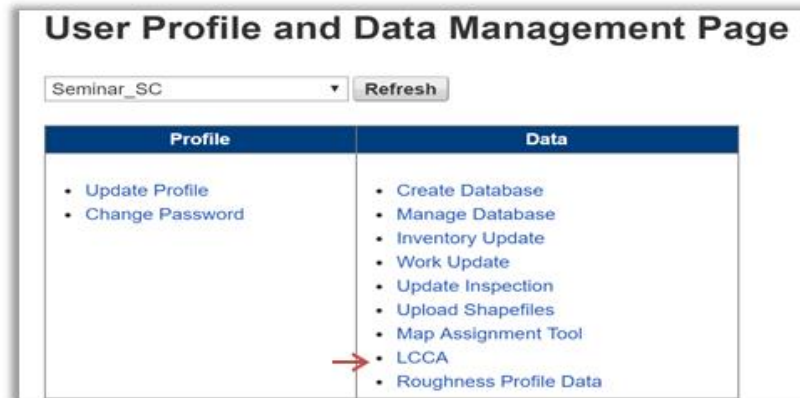 User Profile and Data Management Page
Seminar_SC Refresh
Profile Data
Update Profile
Change Password
Create Database
Manage Database
Inventory Update
Work Update
Update Inspection
Upload Shapefiles
Map Assignment Tool
LCCA
Roughness Profile Data